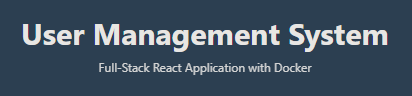 User Management System
Full-Stack React Application with Docker